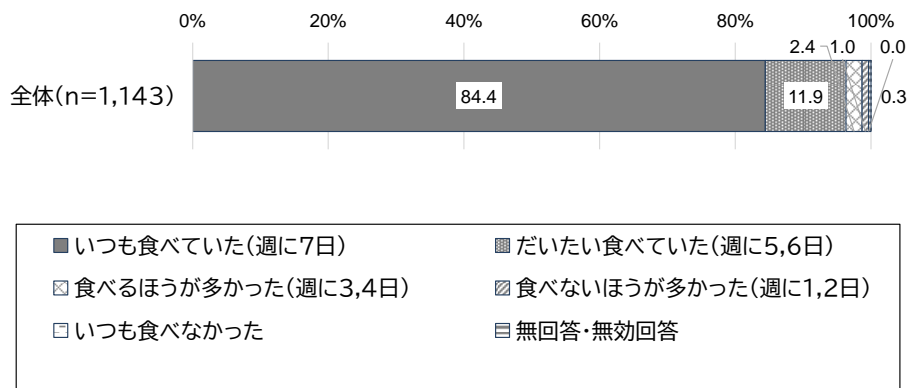 0% 20% 40% 60% 80% 100%
2.4 1.0 0.0
全体(n=1,143) 84.4 11.9 0.3
いつも食べていた(週に7日) だいたい食べていた(週に5,6日)
食べるほうが多かった(週に3,4日) 食べないほうが多かった(週に1,2日)
いつも食べなかった 無回答・無効回答